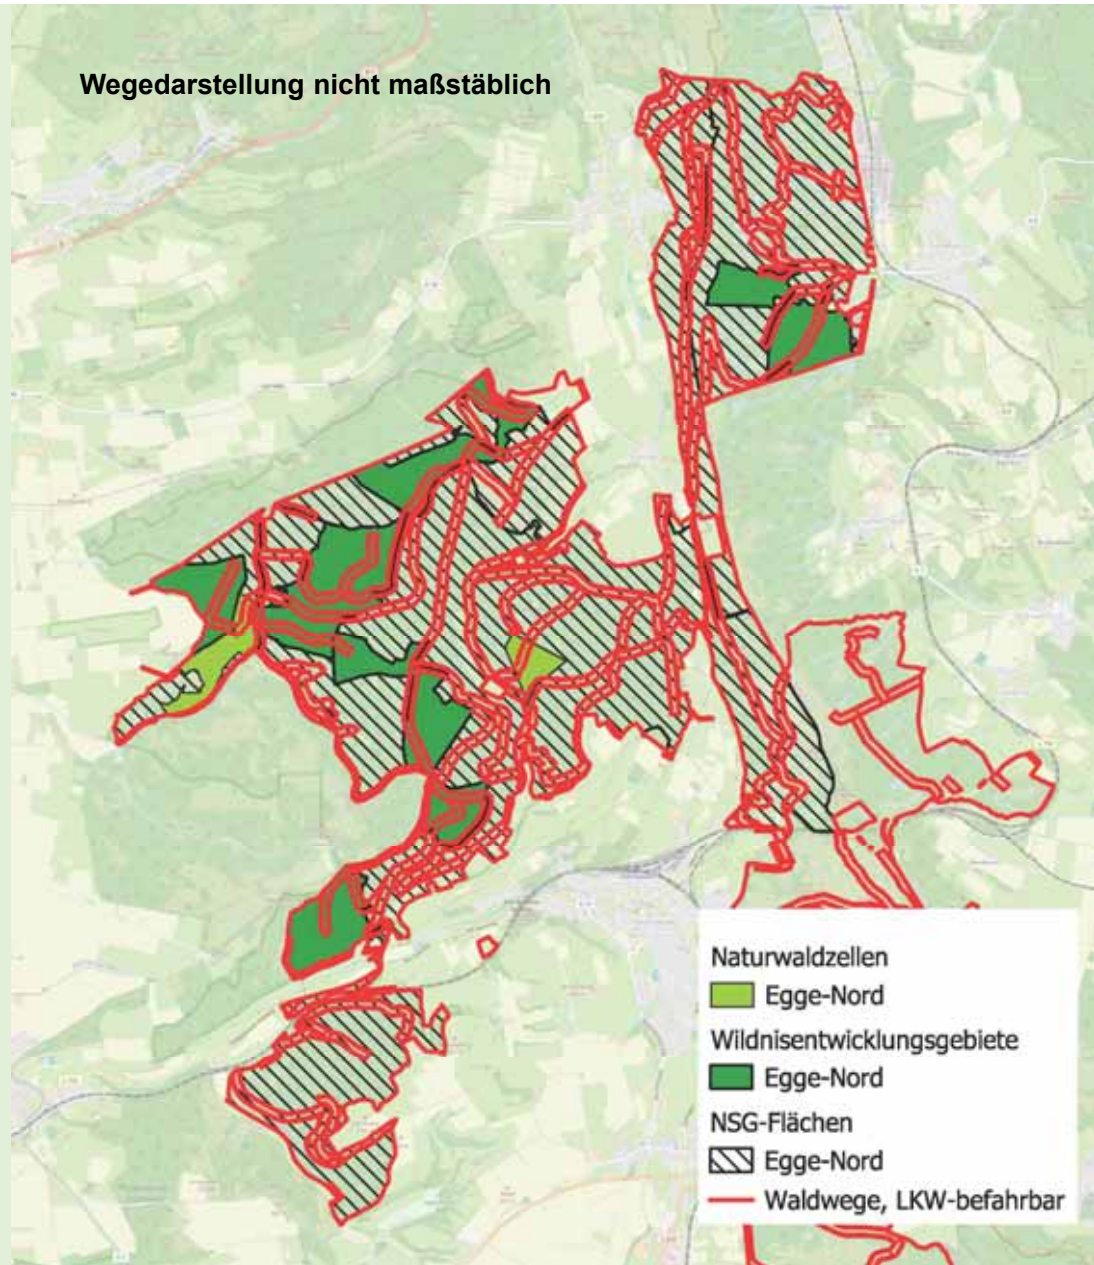 Wegedarstellung nicht maßstäblich
Naturwaldzellen
Egge-Nord
Wildnisentwicklungsgebiete
Egge-Nord
NSG-Flächen
Egge-Nord
Waldwege, LKW-befahrbar